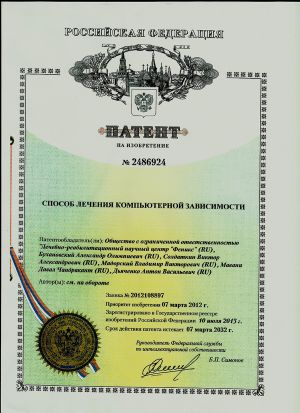 РОССИЙСКАЯ ФЕДЕРАЦИЯ
ПАТЕНТ
НА ИЗОБРЕТЕНИЕ
№ 2486924
СПОСОБ ЛЕЧЕНИЯ КОМПЬЮТЕРНОЙ ЗАВИСИМОСТИ
Патентообладатель(ли): Общество с ограниченной ответственностью
"Лечебно-реабилитационный научный центр "Феникс" (RU),
Бухановский Александр Олимпиевич (RU), Солдаткин Виктор
Александрович (RU), Мадорский Владимир Викторович (RU), Мавани
Даваз Чандракант (RU), Дьяченко Антон Васильевич (RU)
Автор(ы): см. на обороте
Заявка № 2012108897
Приоритет изобретения 07 марта 2012 г.
Зарегистрировано в Государственном реестре
изобретений Российской Федерации 10 июля 2013 г.
Срок действия патента истекает 07 марта 2032 г.
Руководитель Федеральной службы
по интеллектуальной собственности
Б.П. Симонов